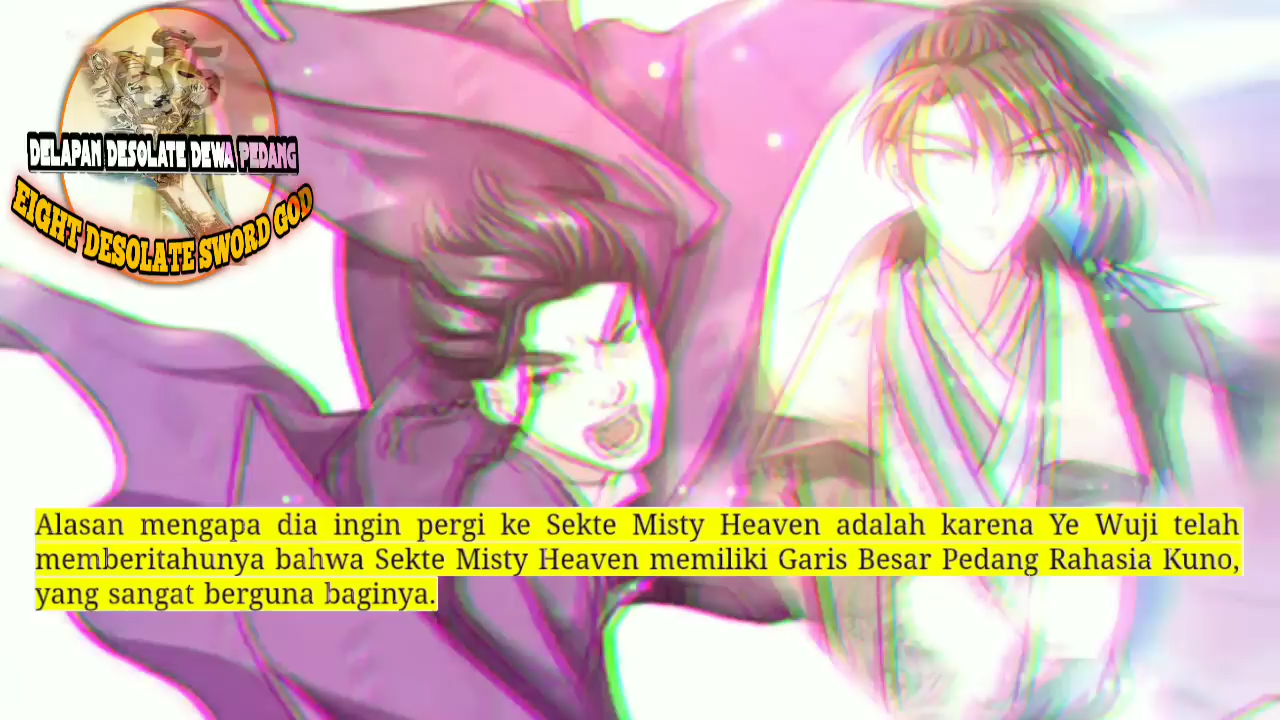 DELAPAN DESOLATE DEWA PEDANG
EIGHT DESOLATE SWORD GOD
Alasan mengapa dia ingin pergi ke Sekte Misty Heaven adalah karena Ye Wuji telah
memberitahunya bahwa Sekte Misty Heaven memiliki Garis Besar Pedang Rahasia Kuno,
yang sangat berguna baginya.